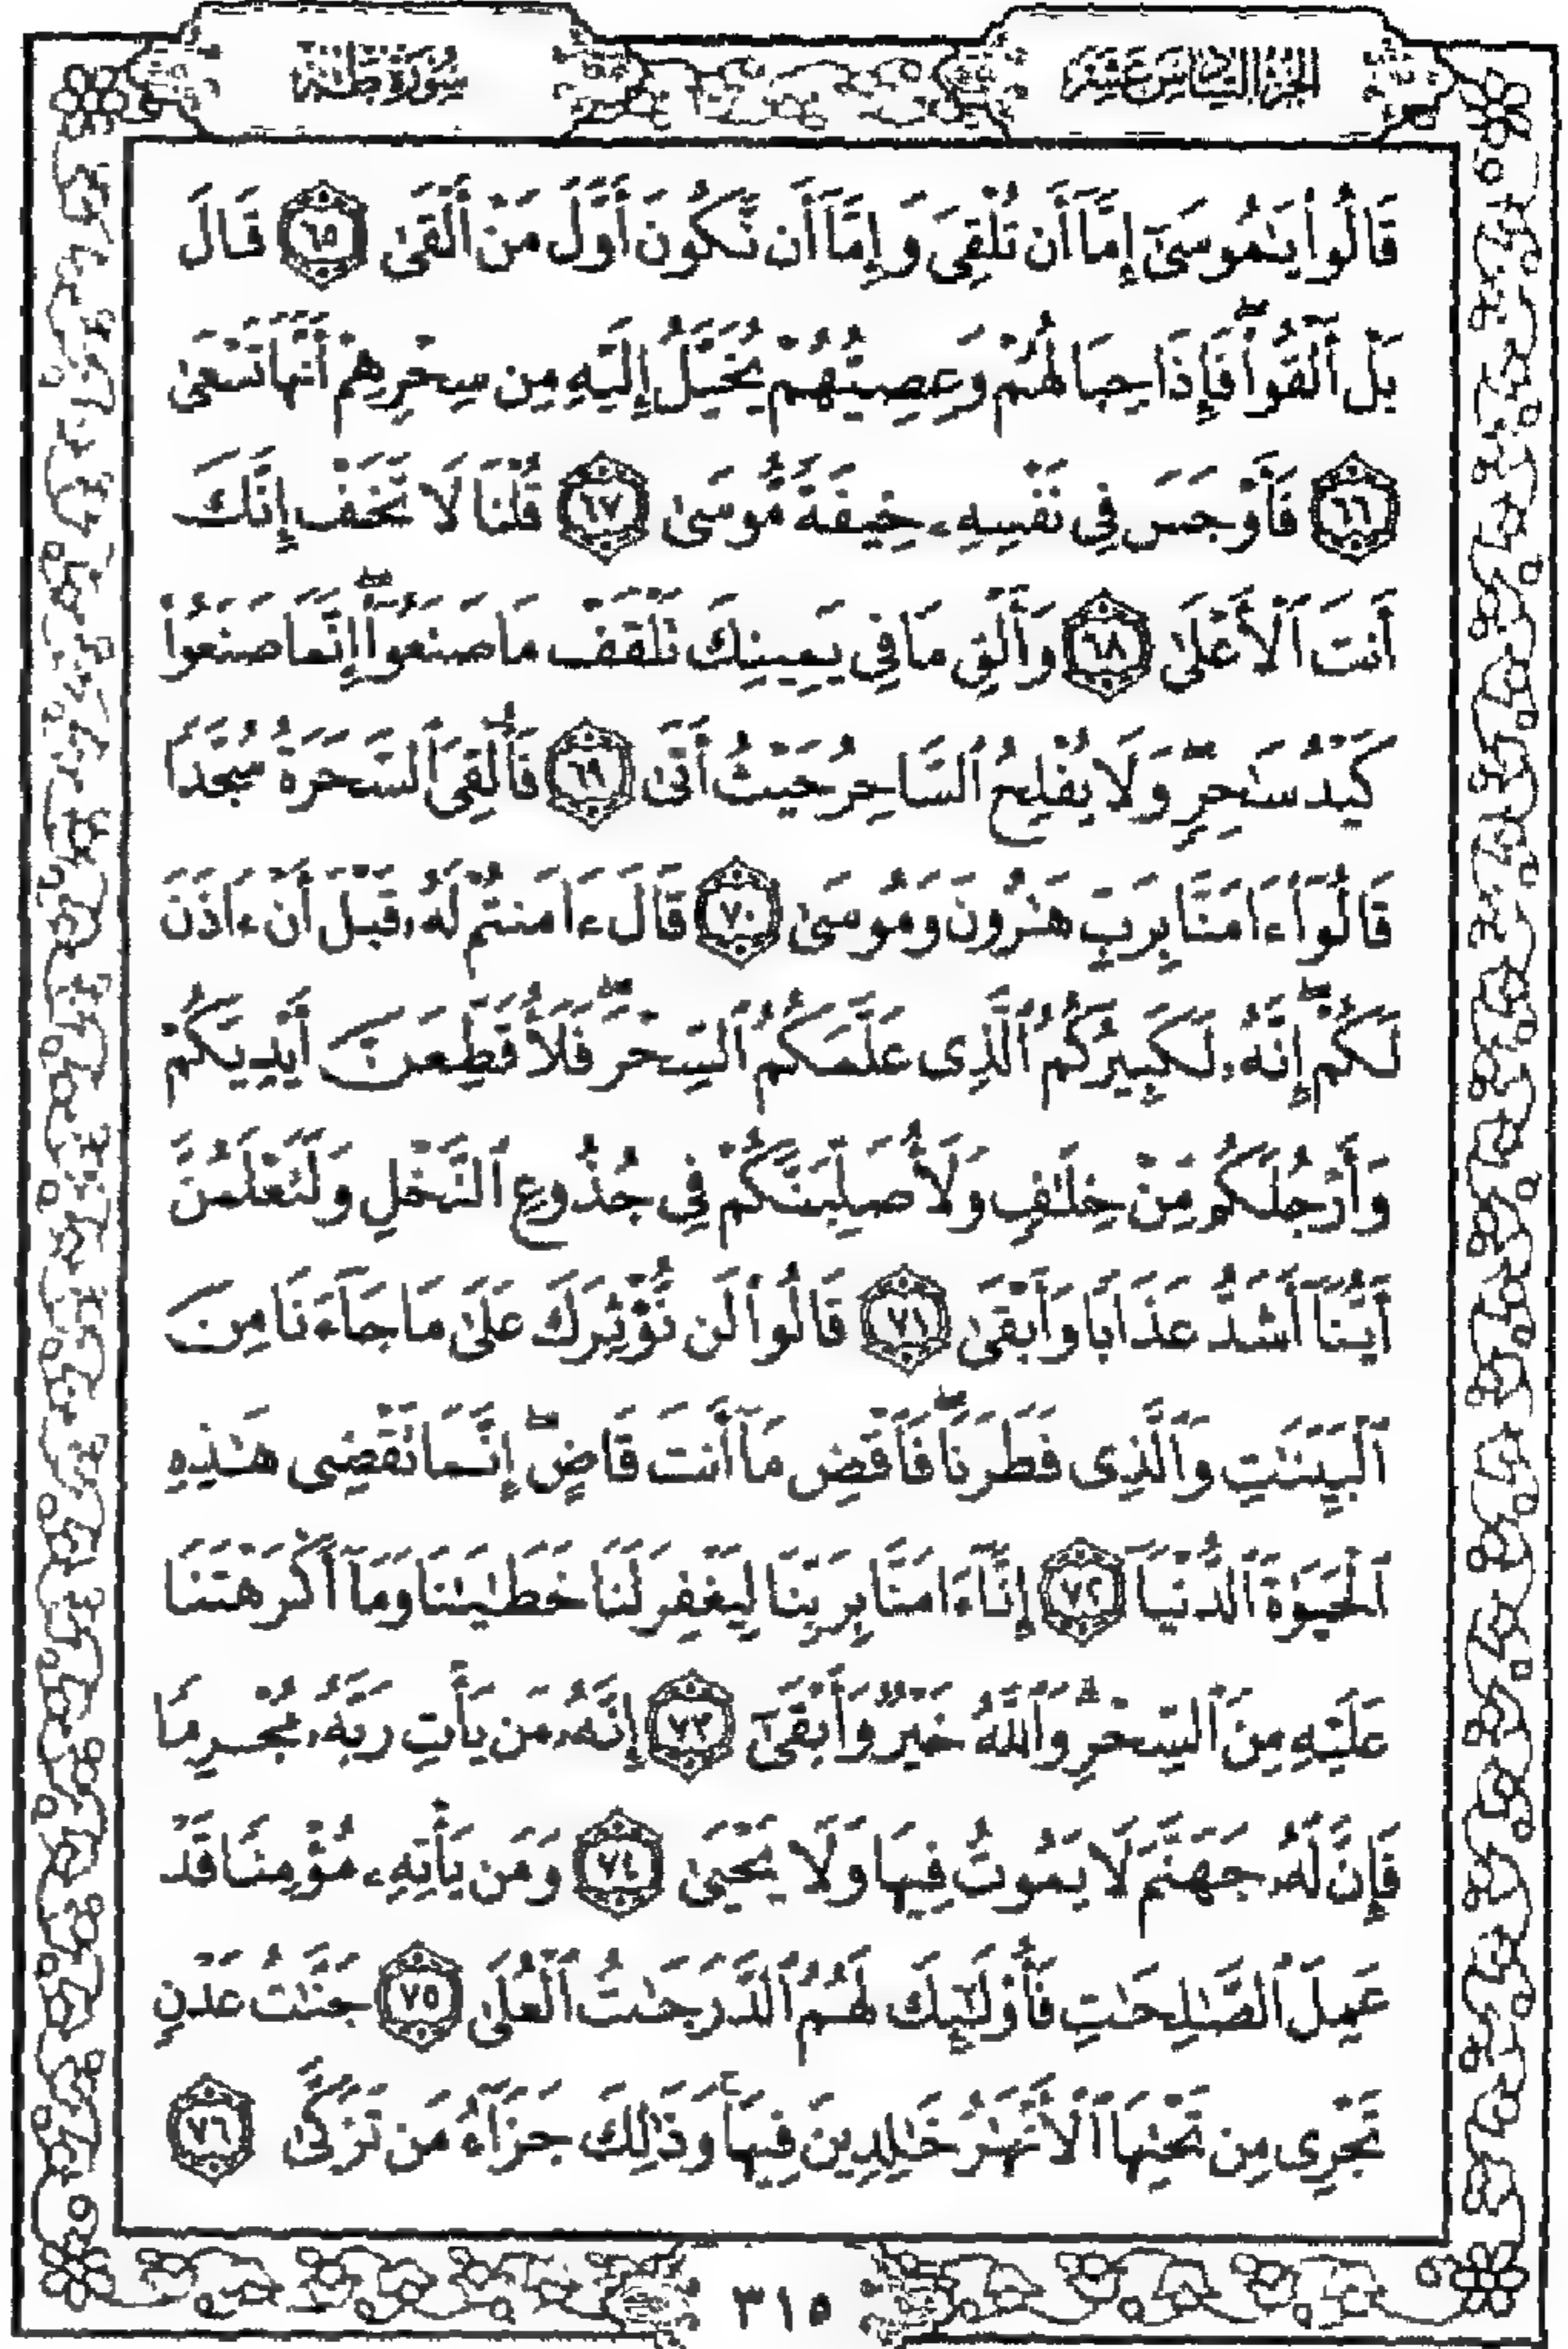 الجزء السادس عشر
سورة طه
قَالُوا۟ يَـٰمُوسَىٰٓ إِمَّآ أَن تُلْقِىَ وَإِمَّآ أَن نَّكُونَ أَوَّلَ مَنْ أَلْقَىٰ ٦٥ قَالَ
بَلْ أَلْقُوا۟ ۖ فَإِذَا حِبَالُهُمْ وَعِصِيُّهُمْ يُخَيَّلُ إِلَيْهِ مِن سِحْرِهِمْ أَنَّهَا تَسْعَىٰ
٦٦ فَأَوْجَسَ فِى نَفْسِهِۦ خِيفَةً مُّوسَىٰ ٦٧ قُلْنَا لَا تَخَفْ إِنَّكَ
أَنتَ ٱلْأَعْلَىٰ ٦٨ وَأَلْقِ مَا فِى يَمِينِكَ تَلْقَفْ مَا صَنَعُوٓا۟ ۖ إِنَّمَا صَنَعُوا۟
كَيْدُ سَـٰحِرٍ ۖ وَلَا يُفْلِحُ ٱلسَّاحِرُ حَيْثُ أَتَىٰ ٦٩ فَأُلْقِىَ ٱلسَّحَرَةُ سُجَّدًا
قَالُوٓا۟ ءَامَنَّا بِرَبِّ هَـٰرُونَ وَمُوسَىٰ ٧٠ قَالَ ءَامَنتُمْ لَهُۥ قَبْلَ أَنْ ءَاذَنَ
لَكُمْ ۖ إِنَّهُۥ لَكَبِيرُكُمُ ٱلَّذِى عَلَّمَكُمُ ٱلسِّحْرَ ۖ فَلَأُقَطِّعَنَّ أَيْدِيَكُمْ
وَأَرْجُلَكُم مِّنْ خِلَـٰفٍ وَلَأُصَلِّبَنَّكُمْ فِى جُذُوعِ ٱلنَّخْلِ وَلَتَعْلَمُنَّ
أَيُّنَآ أَشَدُّ عَذَابًا وَأَبْقَىٰ ٧١ قَالُوا۟ لَن نُّؤْثِرَكَ عَلَىٰ مَا جَآءَنَا مِنَ
ٱلْبَيِّنَـٰتِ وَٱلَّذِى فَطَرَنَا ۖ فَٱقْضِ مَآ أَنتَ قَاضٍ ۖ إِنَّمَا تَقْضِى هَـٰذِهِ
ٱلْحَيَوٰةَ ٱلدُّنْيَآ ٧٢ إِنَّآ ءَامَنَّا بِرَبِّنَا لِيَغْفِرَ لَنَا خَطَـٰيَـٰنَا وَمَآ أَكْرَهْتَنَا
عَلَيْهِ مِنَ ٱلسِّحْرِ ۗ وَٱللَّهُ خَيْرٌ وَأَبْقَىٰٓ ٧٣ إِنَّهُۥ مَن يَأْتِ رَبَّهُۥ مُجْرِمًا
فَإِنَّ لَهُۥ جَهَنَّمَ لَا يَمُوتُ فِيهَا وَلَا يَحْيَىٰ ٧٤ وَمَن يَأْتِهِۦ مُؤْمِنًا قَدْ
عَمِلَ ٱلصَّـٰلِحَـٰتِ فَأُو۟لَـٰٓئِكَ لَهُمُ ٱلدَّرَجَـٰتُ ٱلْعُلَىٰ ٧٥ جَنَّـٰتُ عَدْنٍ
تَجْرِى مِن تَحْتِهَا ٱلْأَنْهَـٰرُ خَـٰلِدِينَ فِيهَا ۚ وَذَٰلِكَ جَزَآءُ مَن تَزَكَّىٰ ٧٦
٣١٥